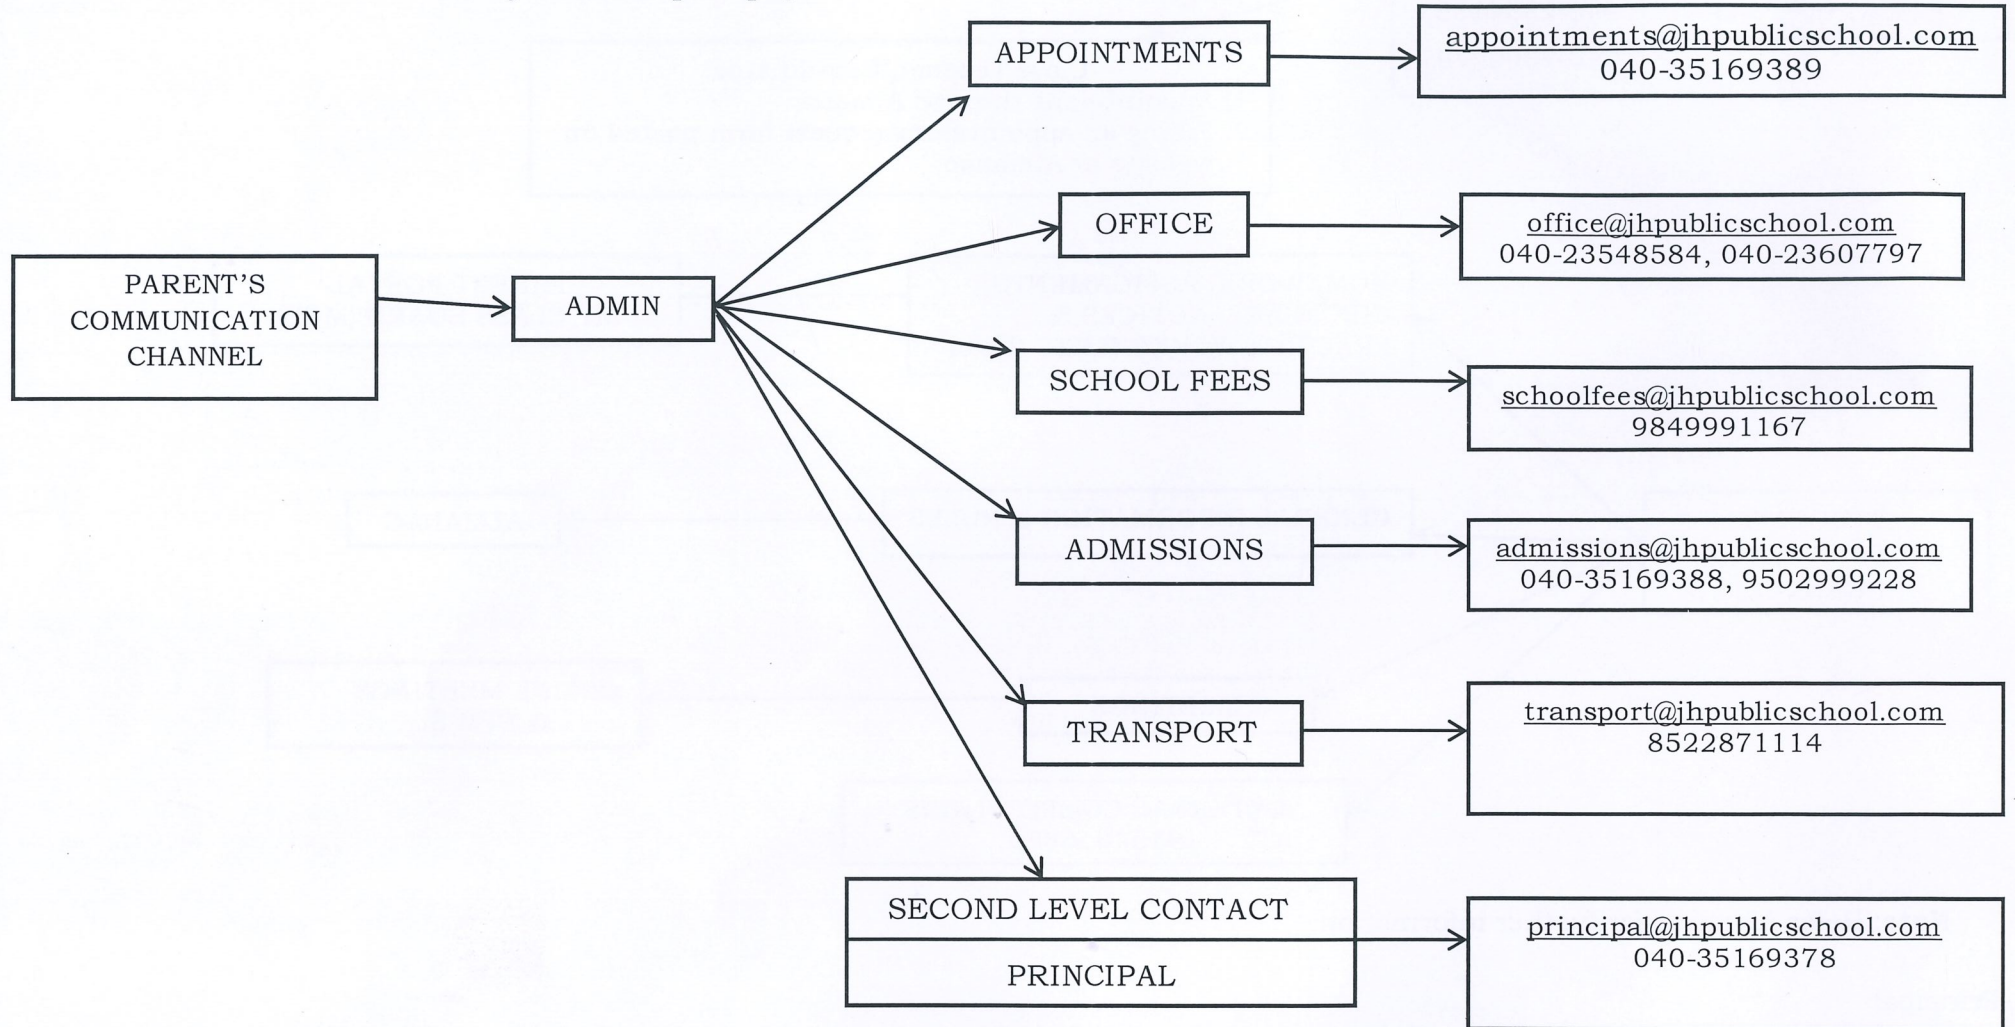 APPOINTMENTS
appointments@jhpublicschool.com
040-35169389
OFFICE
office@jhpublicschool.com
040-23548584, 040-23607797
PARENT'S
COMMUNICATION
CHANNEL
ADMIN
SCHOOL FEES
schoolfees@jhpublicschool.com
9849991167
ADMISSIONS
admissions@jhpublicschool.com
040-35169388, 9502999228
TRANSPORT
transport@jhpublicschool.com
8522871114
SECOND LEVEL CONTACT
PRINCIPAL
principal@jhpublicschool.com
040-35169378